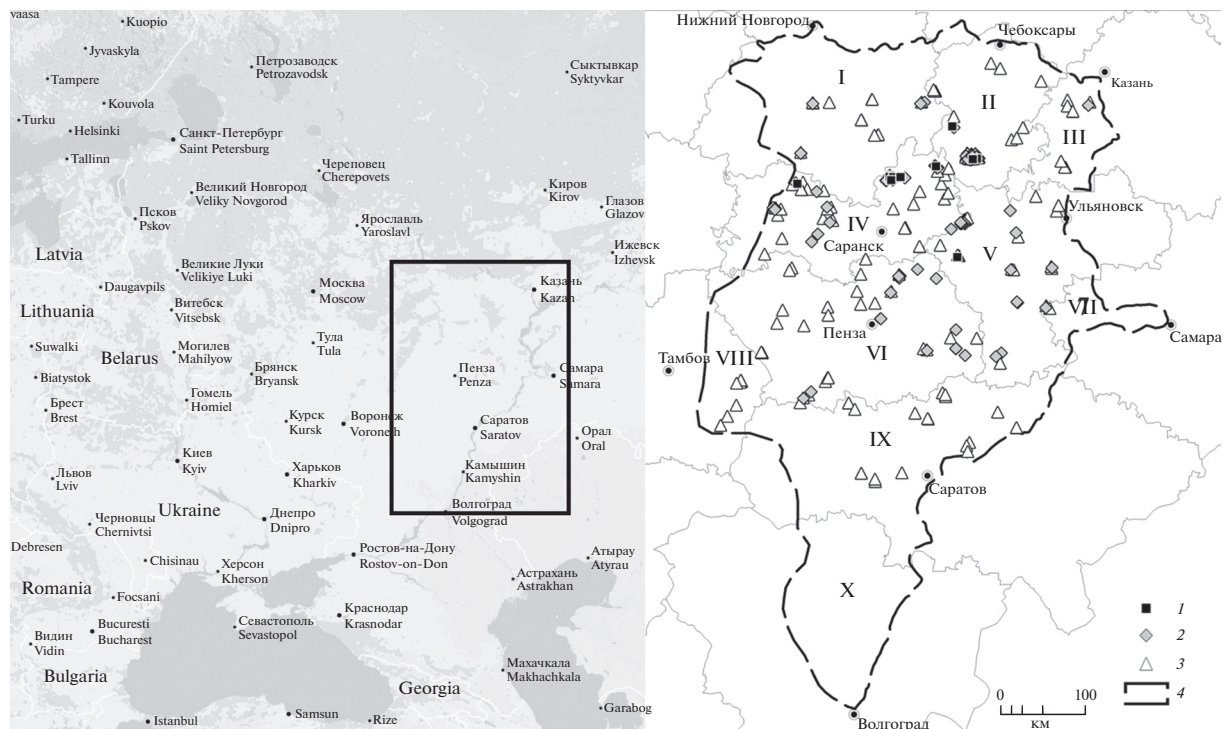 vaasa
Kuopio
Jyvaskyla
Tampere
Петрозаводск
Petrozavodsk
Сыктывкар
Syktyvkar
Kouvola
Turku
Helsinki
Санкт-Петербург
Saint Petersburg
Tallinn
Череповец
Cherepovets
Великий Новгород
Veliky Novgorod
Киров
Kirov
Глазов
Glazov
Псков
Pskov
Ярославль
Yaroslavl
Ижевск
Izhevsk
Latvia
Великие Луки
Velikiye Luki
Daugavpils
Москва
Moscow
Казань
Kazan
Lithuania
Витебск
Vitsebsk
Тула
Tula
Suwalki
Belarus
Могилев
Mahilyow
Biatystok
Брянск
Bryansk
Пенза
Penza
Самара
Samara
Брест
Brest
Гомель
Homiel
Курск
Kursk
Воронеж
Voronezh
Саратов
Saratov
Орал
Oral
Киев
Kyiv
Львов
Lviv
Харьков
Kharkiv
Камышин
Kamyshin
Ukraine
Черновцы
Chernivtsi
Днепро
Dnipro
Волгоград
Volgograd
Debresen
Chisinau
Херсон
Kherson
Ростов-на-Дону
Rostov-on-Don
Атырау
Atyrau
Астрахань
Astrakhan
Romania
Focsani
Bucuresti
Bucharest
Севастополь
Sevastopol
Краснодар
Krasnodar
Видин
Vidin
Bulgaria
Georgia
Махачкала
Makhachkala
Istanbul
Samsun
Rize
Garabog
Нижний Новгород
Чебоксары
Казань
I
II
III
Ульяновск
IV
Саранск
V
VII
Самара
Пенза
VI
Тамбов
VIII
IX
Саратов
X
Волгоград
1
2
3
4
0 100
км